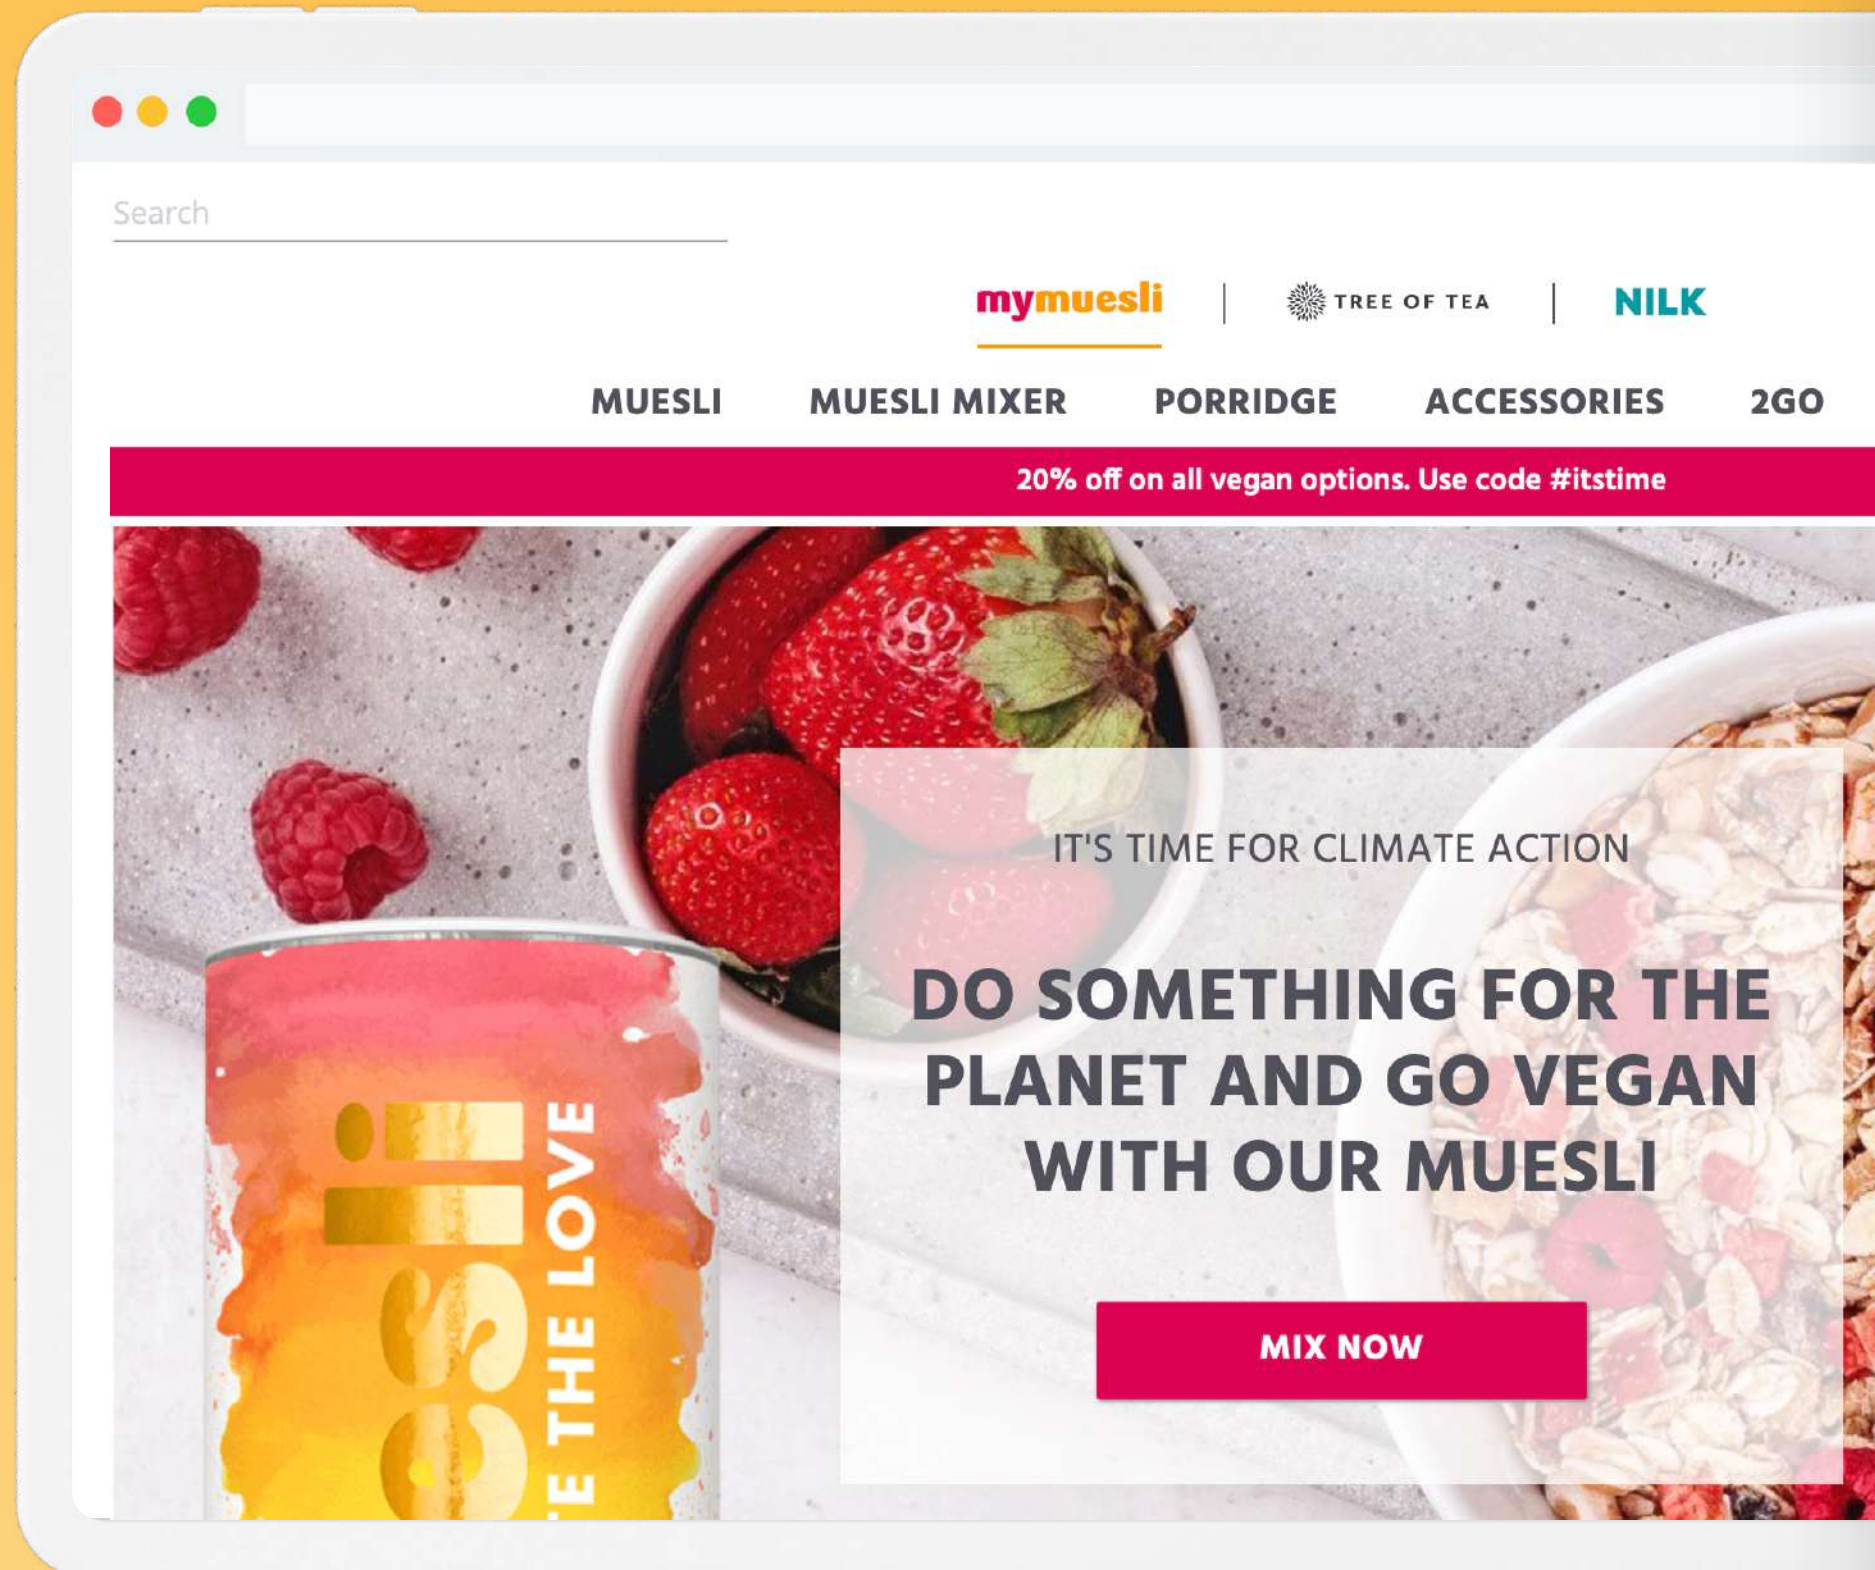 Search
mymuesli
TREE OF TEA
NILK
MUESLI MUESLI MIXER PORRIDGE ACCESSORIES 2GO
20% off on all vegan options. Use code #itstime
IT'S TIME FOR CLIMATE ACTION
DO SOMETHING FOR THE
PLANET AND GO VEGAN
WITH OUR MUESLI
MIX NOW
esli
TE THE LOVE